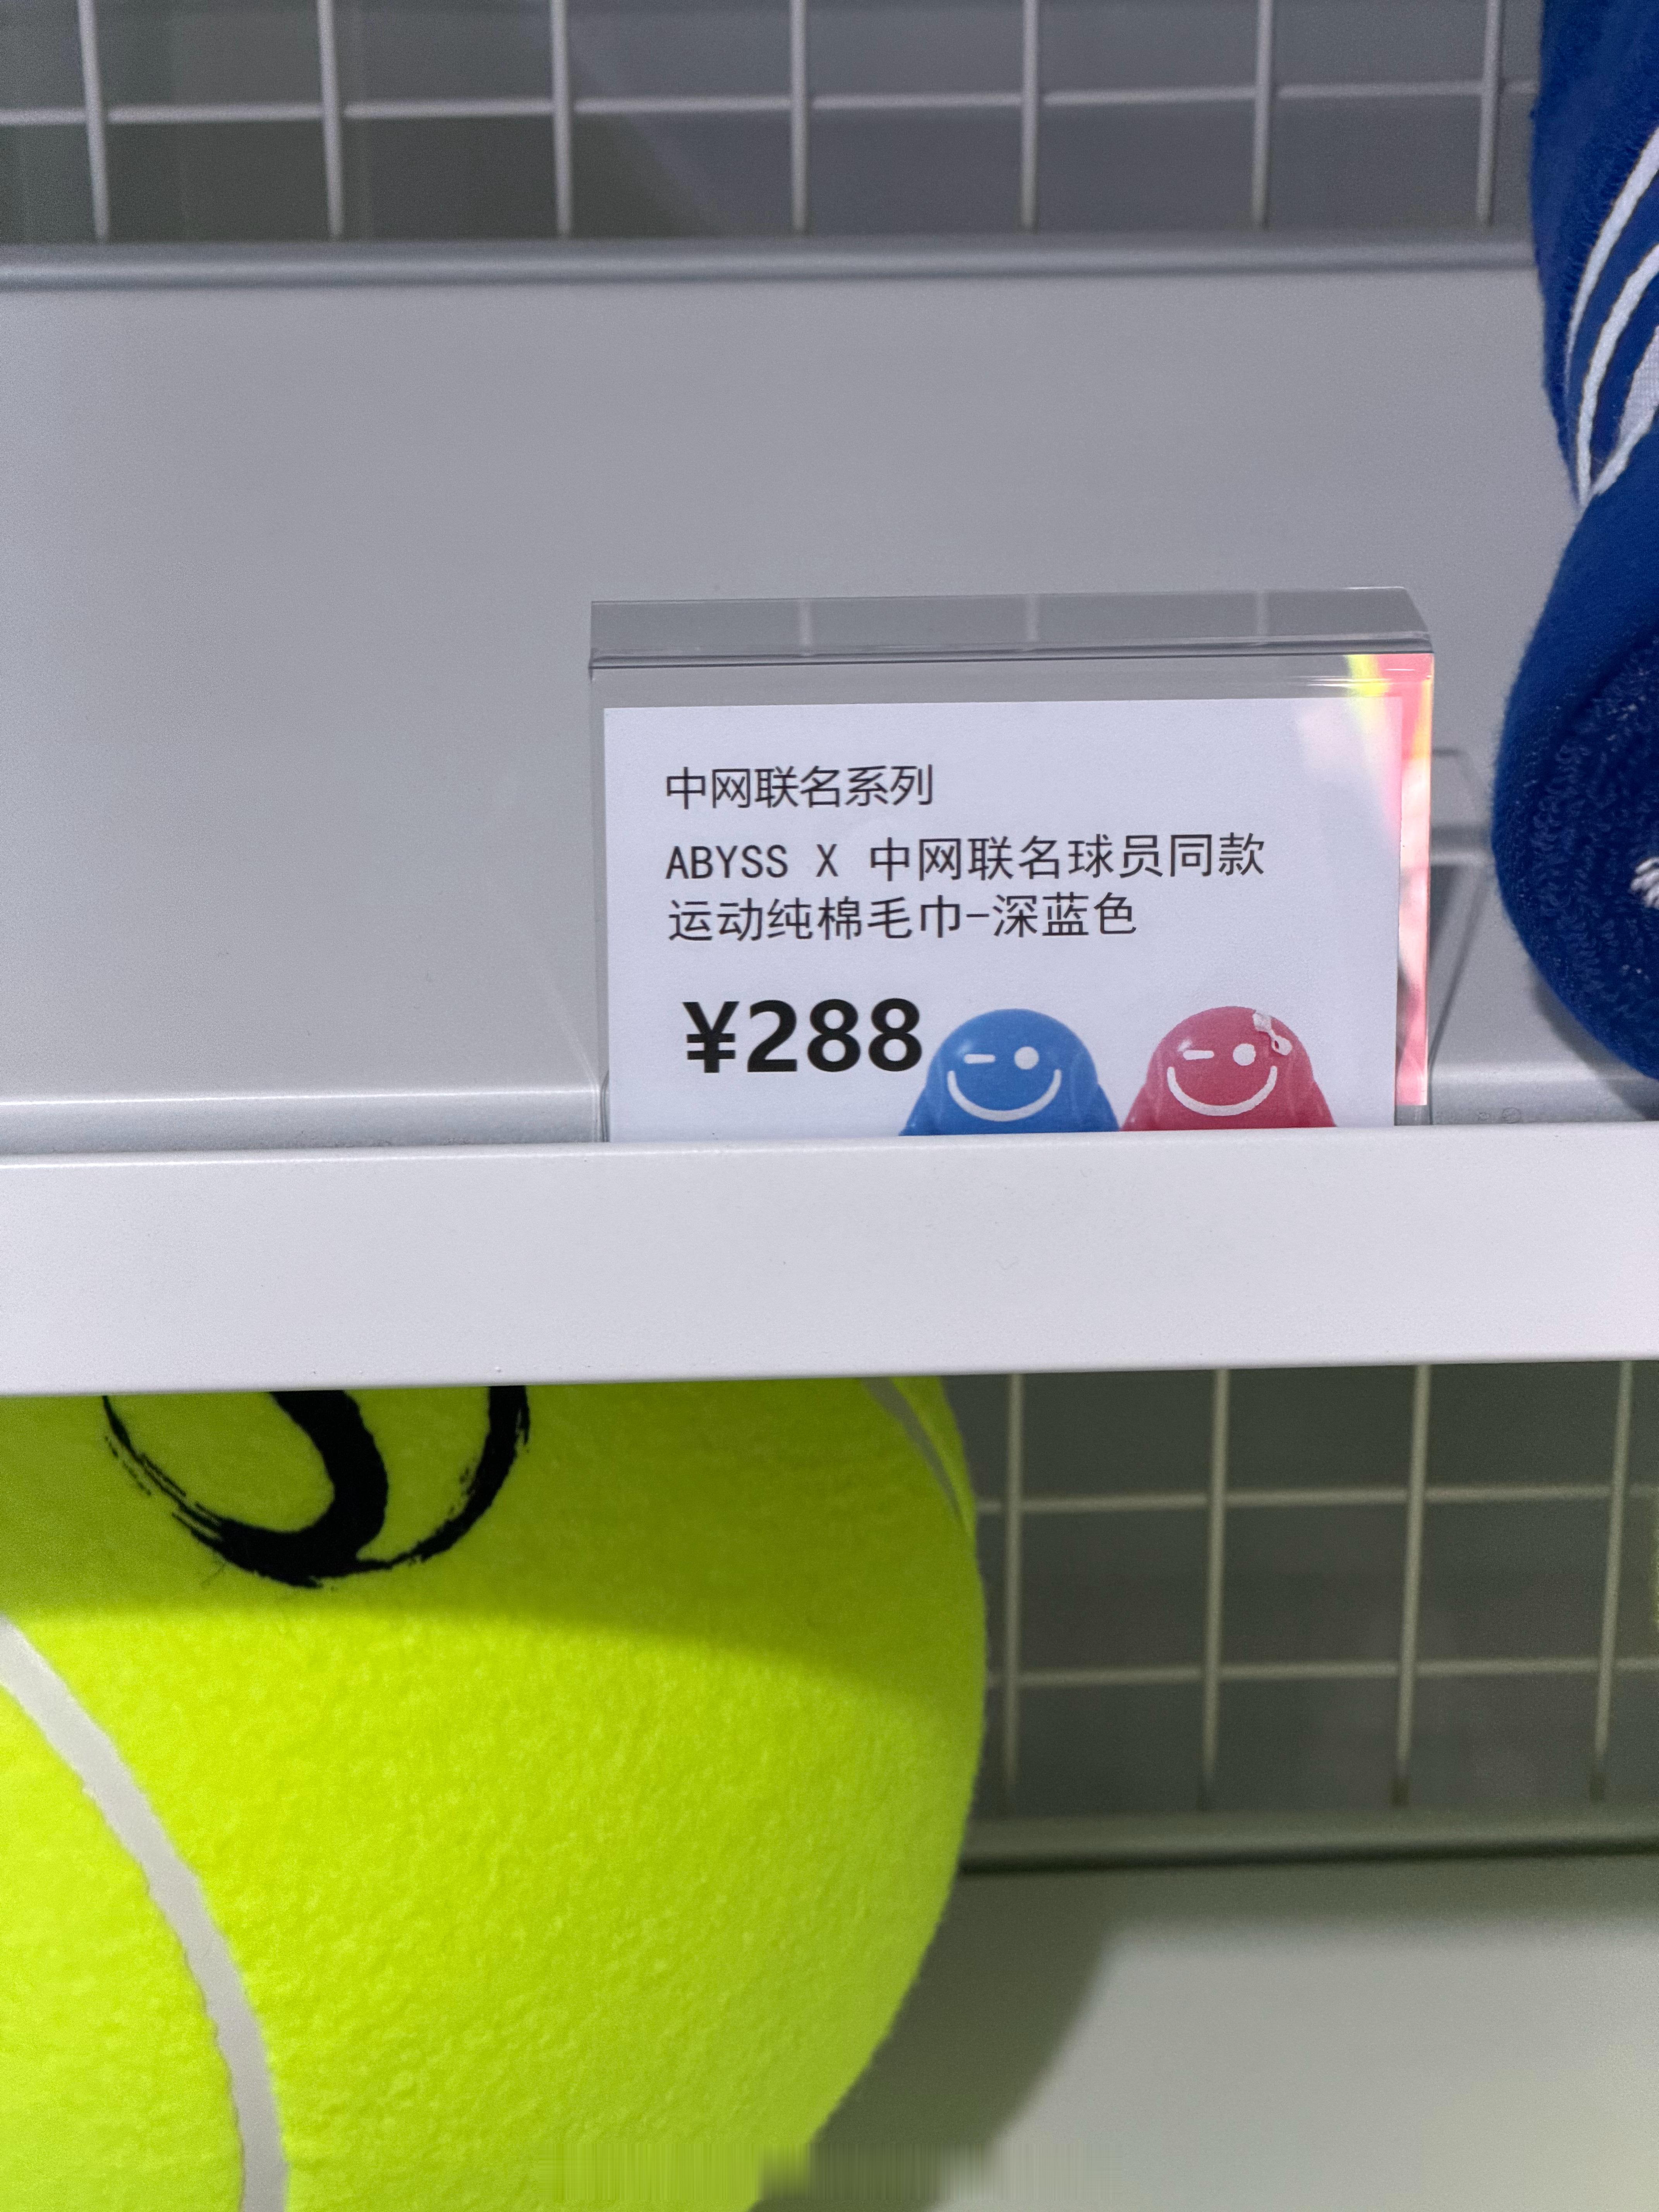 中网联名系列
ABYSS X 中网联名球员同款
运动纯棉毛巾-深蓝色
¥288